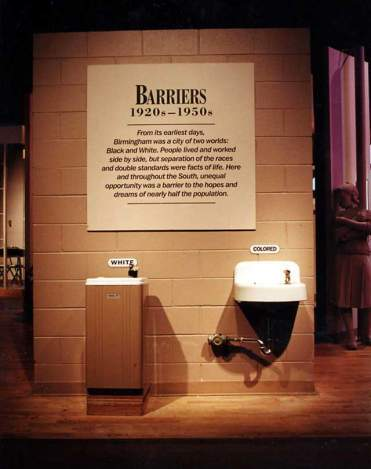 BARRIERS
1920s–1950s
From its earliest days,
Birmingham was a city of two worlds:
Black and White. People lived and worked
side by side, but separation of the races
and double standards were facts of life. Here
and throughout the South, unequal
opportunity was a barrier to the hopes and
dreams of nearly half the population.
COLORED
WHITE